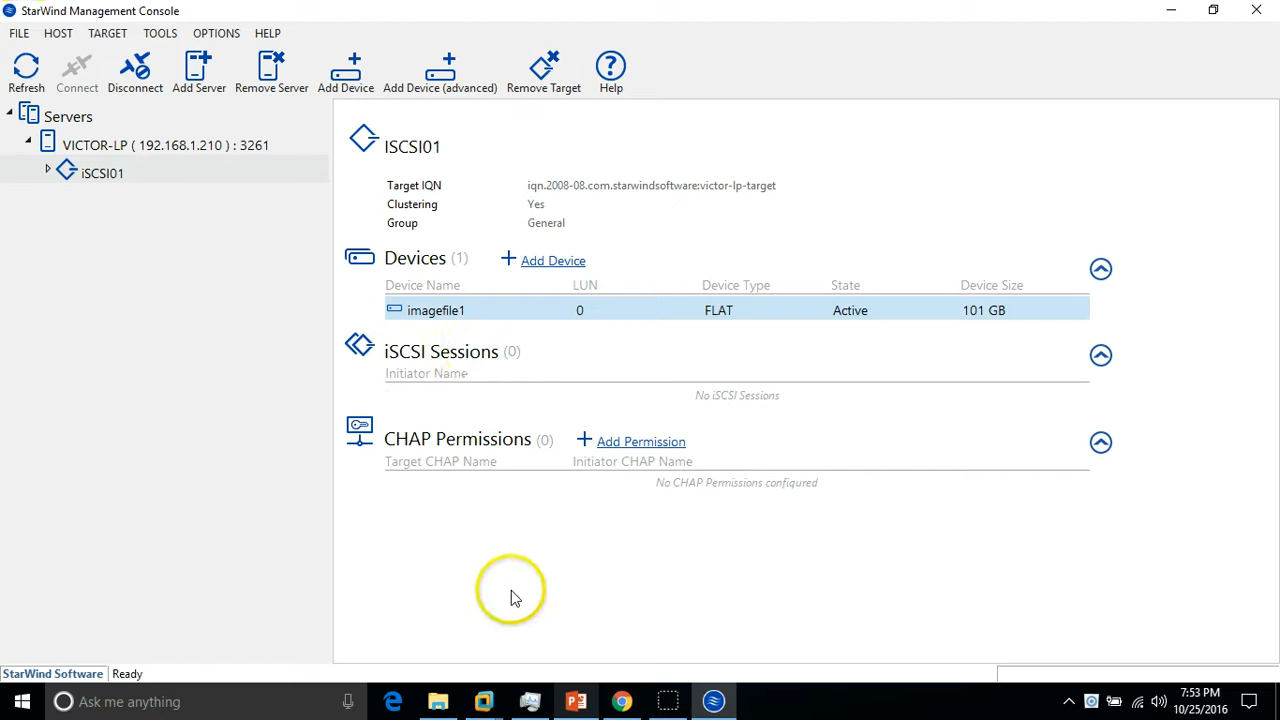 StarWind Management Console
FILE HOST TARGET TOOLS OPTIONS HELP
Refresh Connect Disconnect Add Server Remove Server Add Device Add Device (advanced) Remove Target Help
Servers
VICTOR-LP ( 192.168.1.210 ) : 3261
iSCSI01
ISCSI01
Target IQN iqn.2008-08.com.starwindsoftware:victor-lp-target
Clustering Yes
Group General
Devices (1) + Add Device
Device Name LUN Device Type State Device Size
imagefile1 0 FLAT Active 101 GB
iSCSI Sessions (0)
Initiator Name
No iSCSI Sessions
CHAP Permissions (0) + Add Permission
Target CHAP Name Initiator CHAP Name
No CHAP Permissions configured
StarWind Software Ready
Ask me anything
7:53 PM
10/25/2016